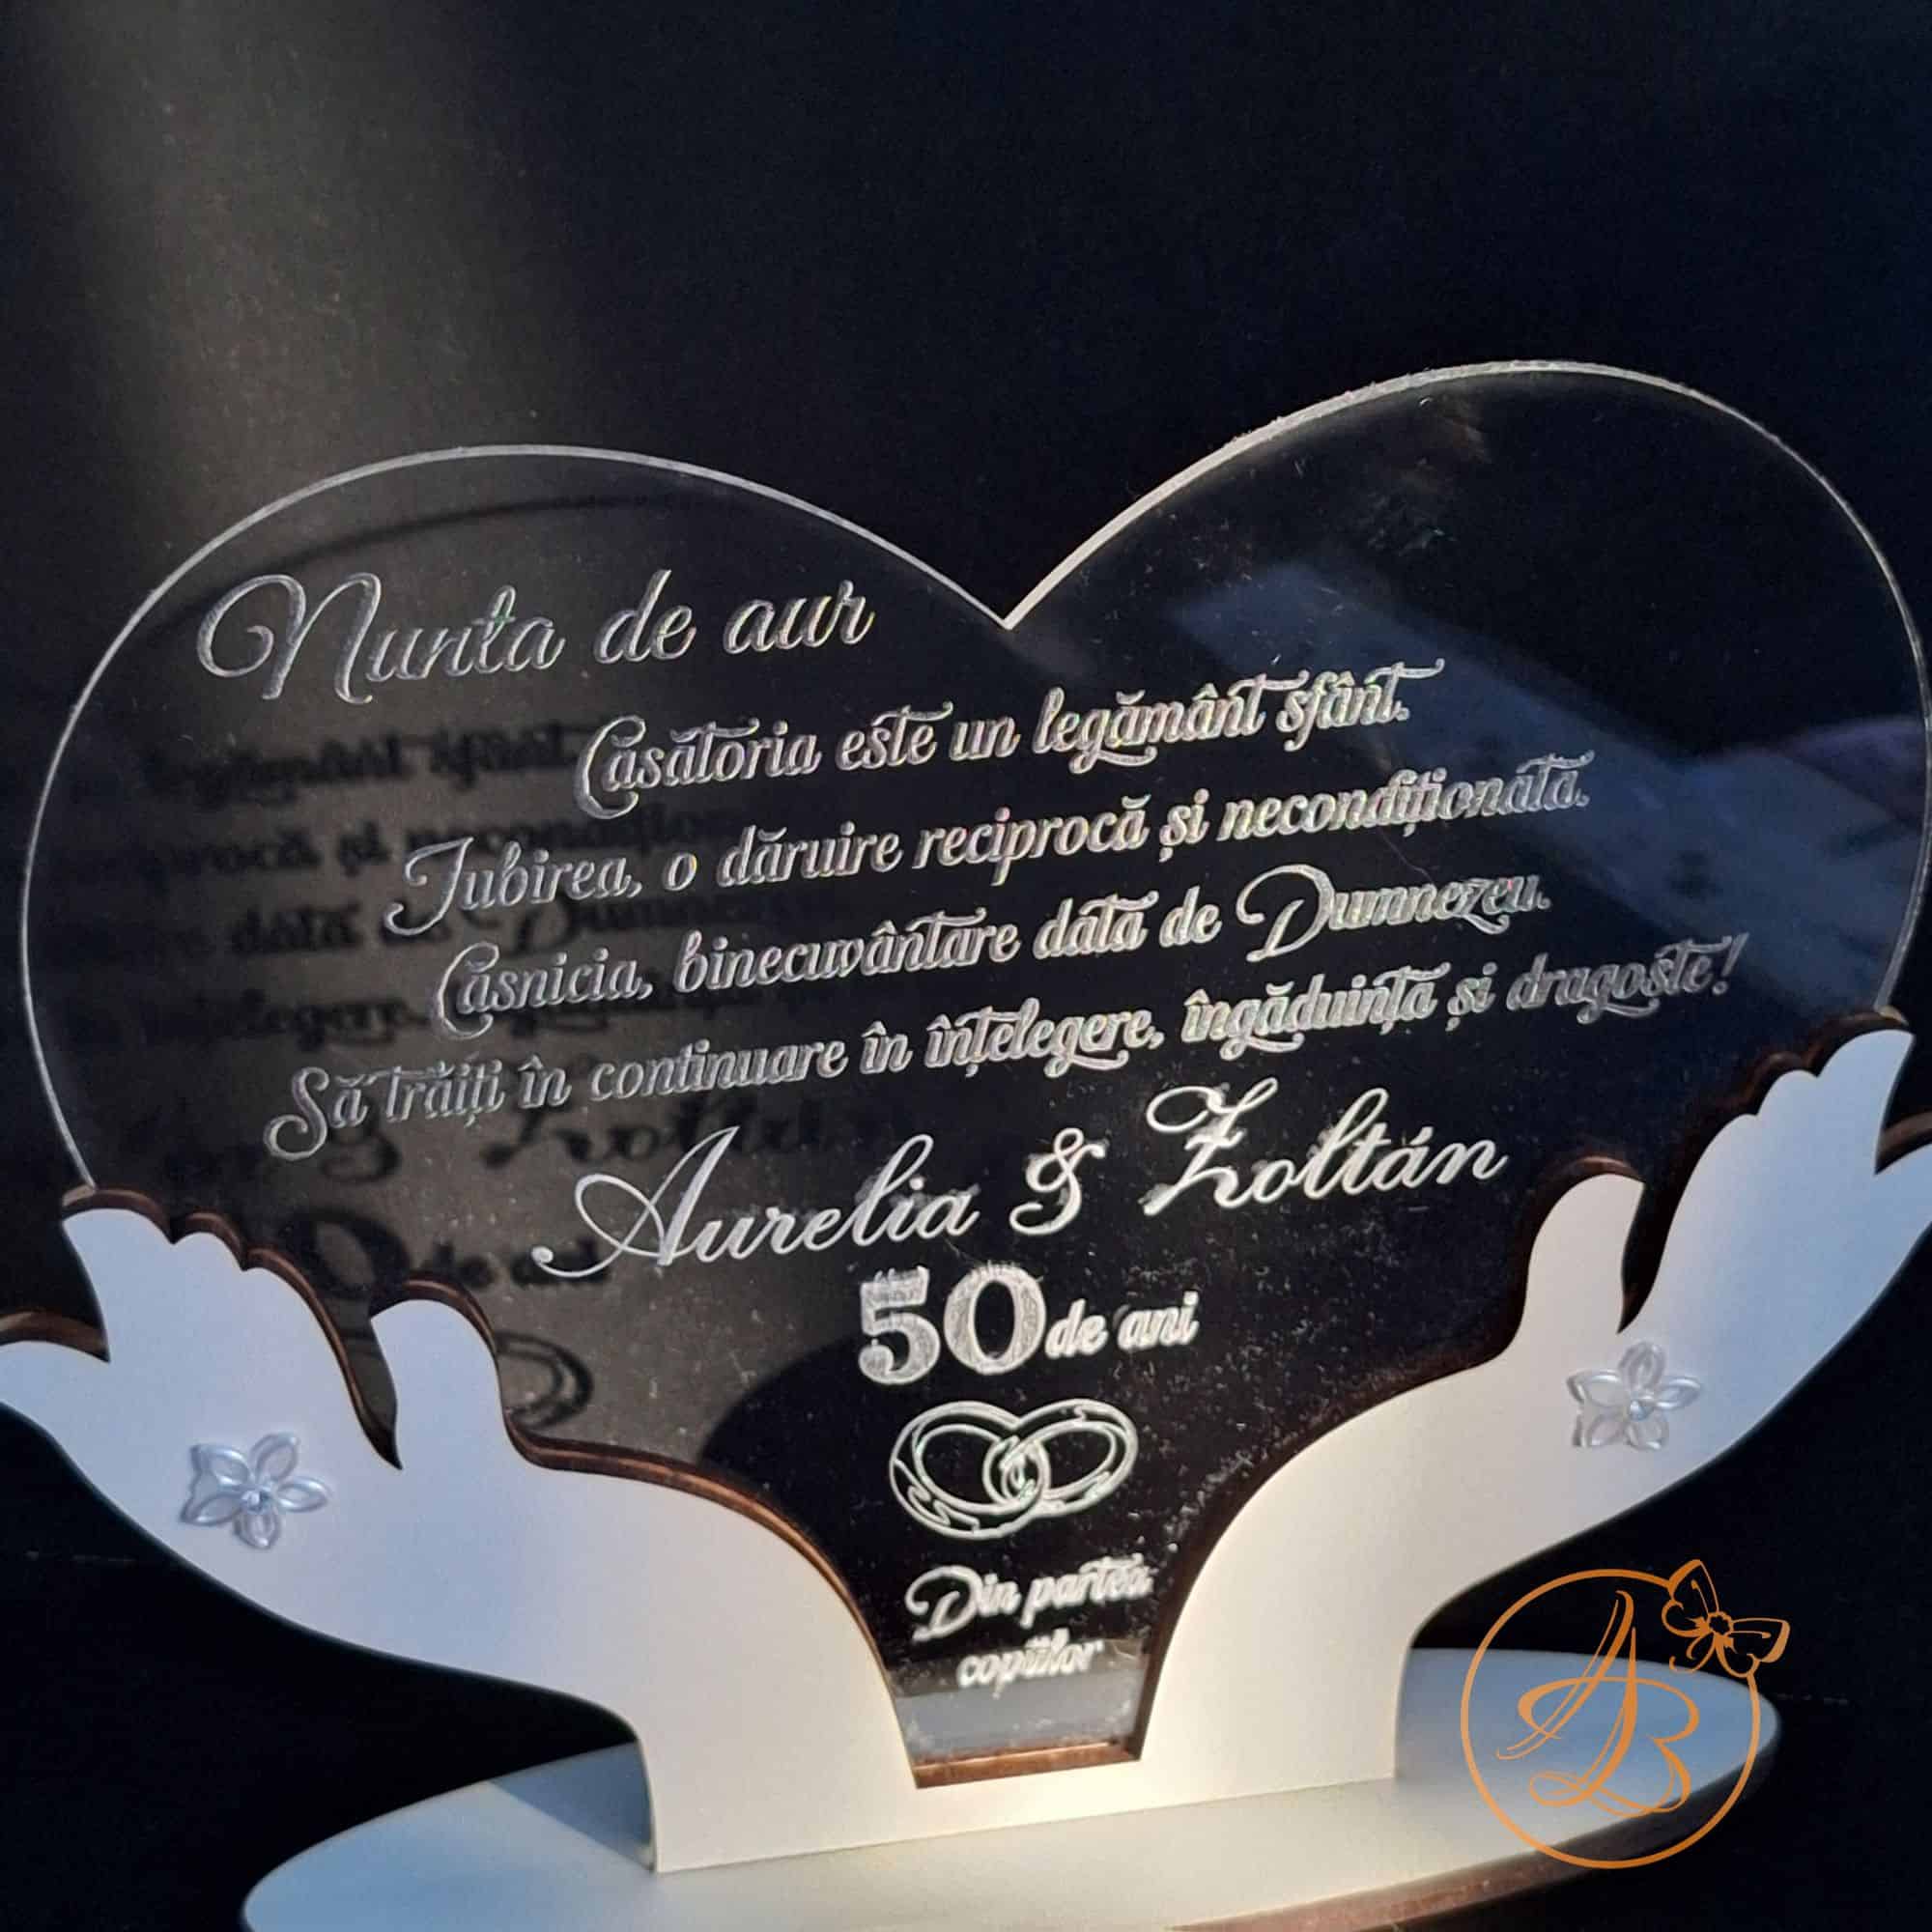 Nunta de aur
Căsătoria este un legământ sfânt.
Iubirea, o dăruire reciprocă și necondiționată.
Căsnicia, binecuvântare dată de Dumnezeu.
Să trăiți în continuare în înțelegere, îngăduință și dragoste!
Aurelia & Zoltán
50 de ani
Din partea
copiilor
AB